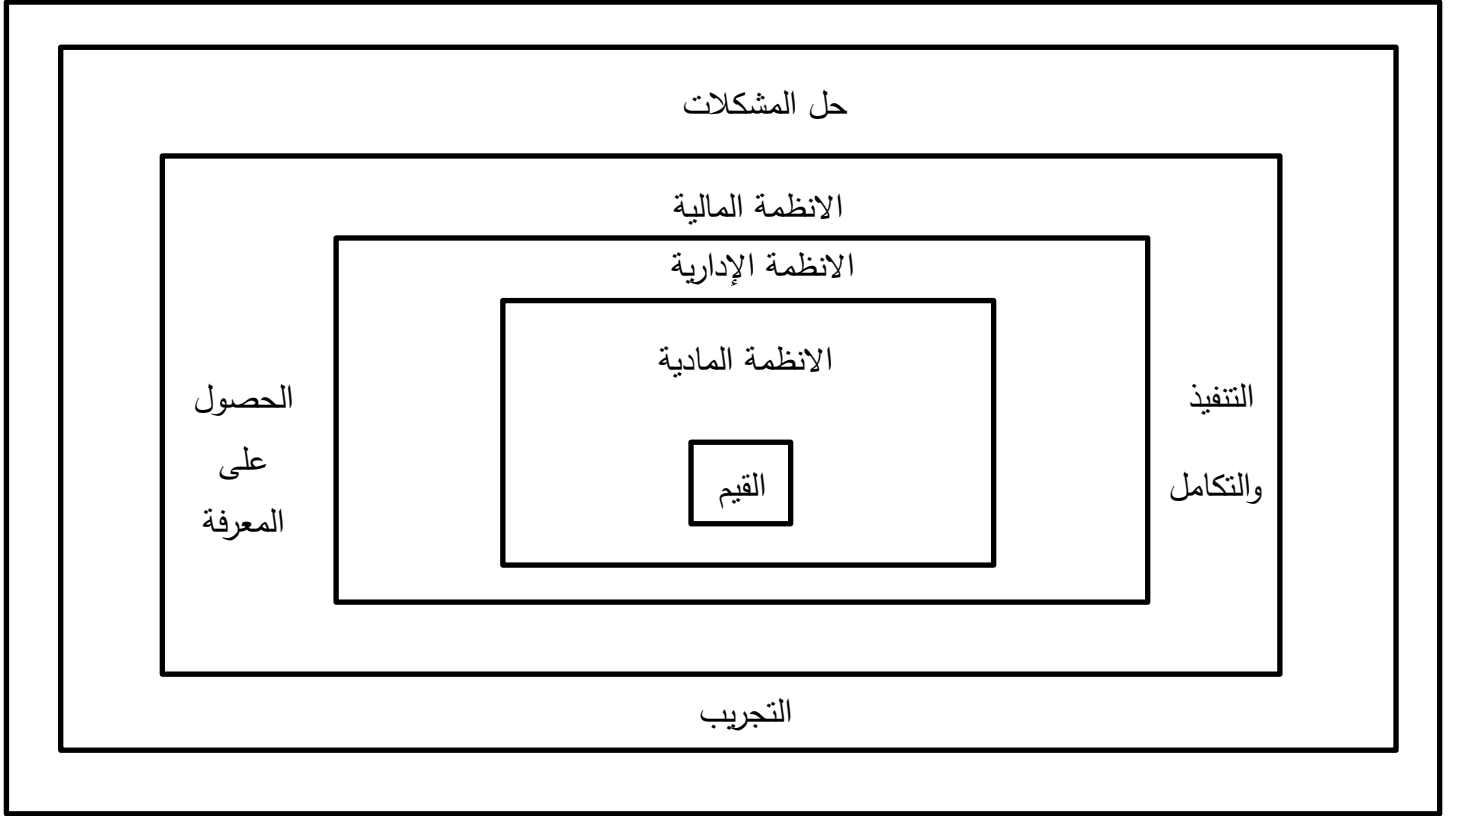 حل المشكلات
الانظمة المالية
الانظمة الإدارية
الانظمة المادية
التنفيذ
والتكامل
الحصول
على
المعرفة
القيم
التجريب